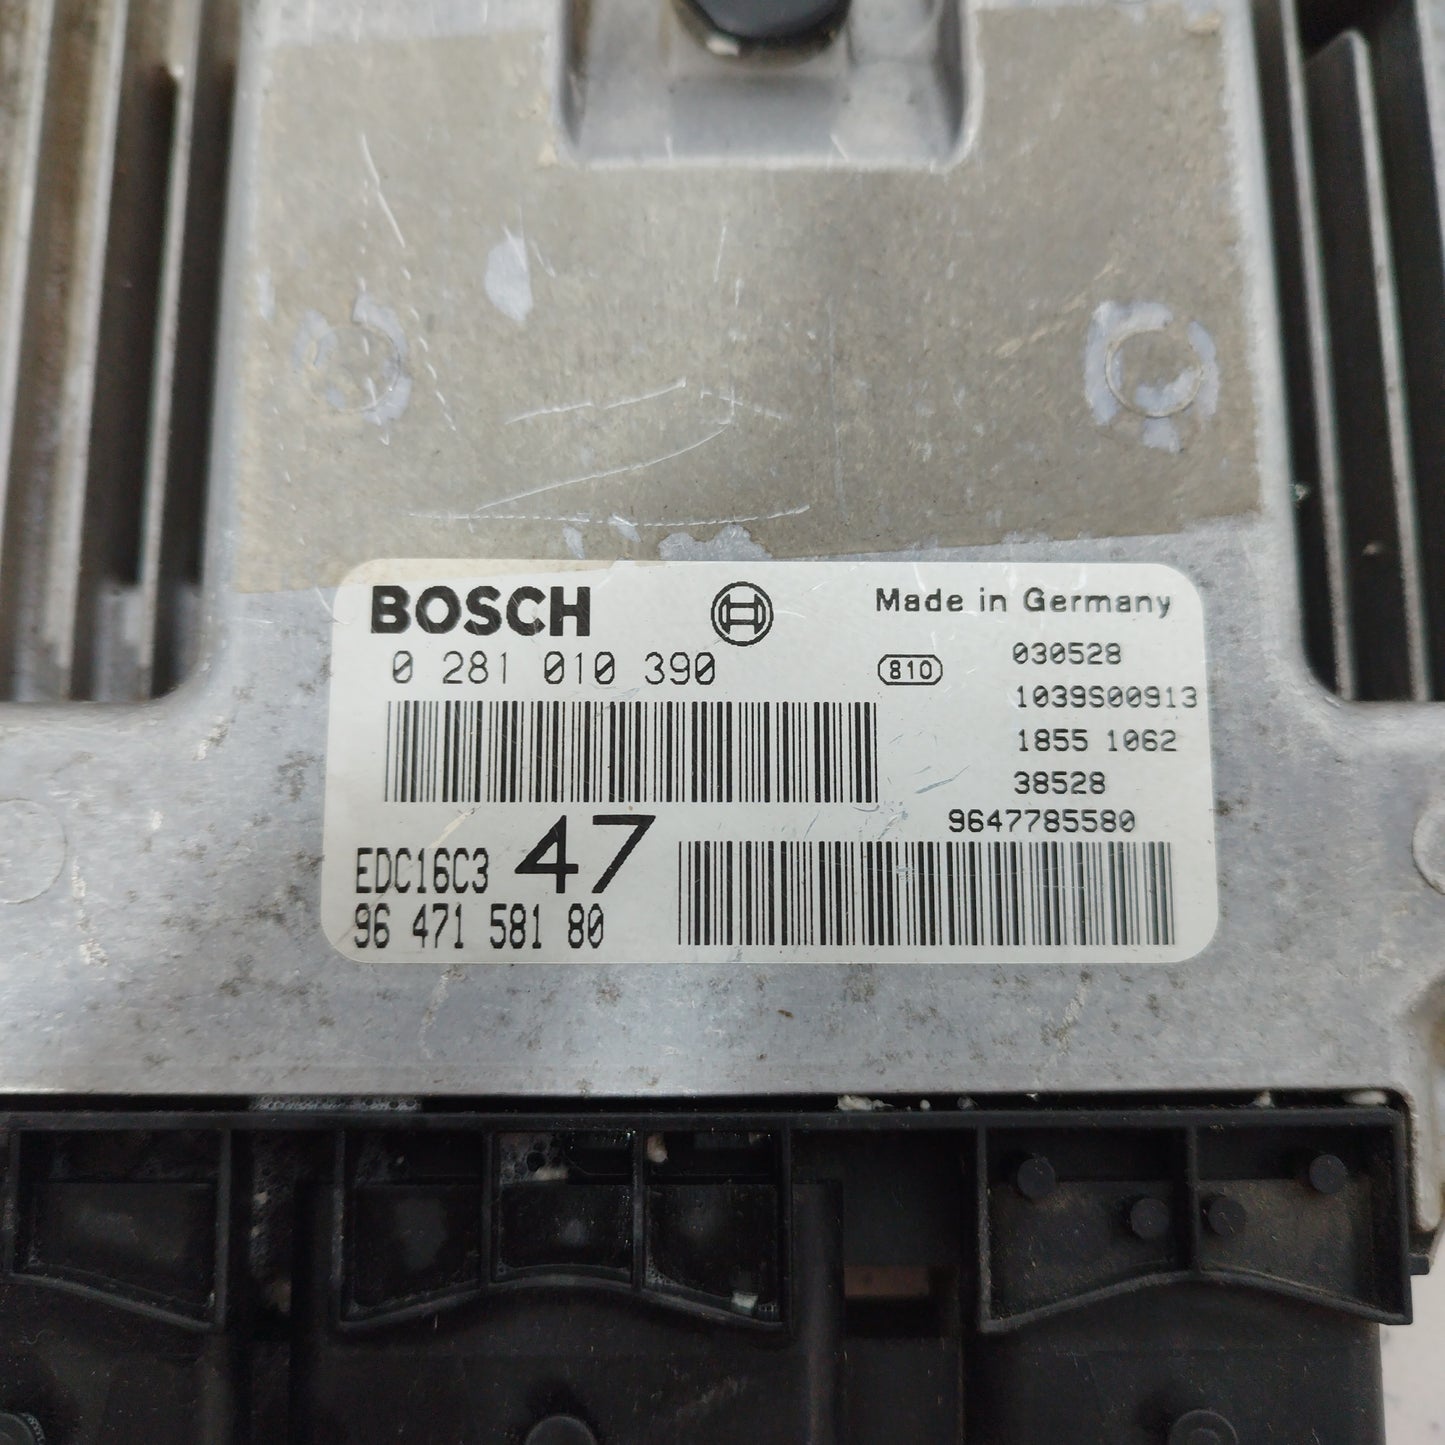 BOSCH
Made in Germany
0 281 010 390
810
030528
1039S00913
1855 1062
38528
9647785580
EDC16C3 47
96 471 581 80